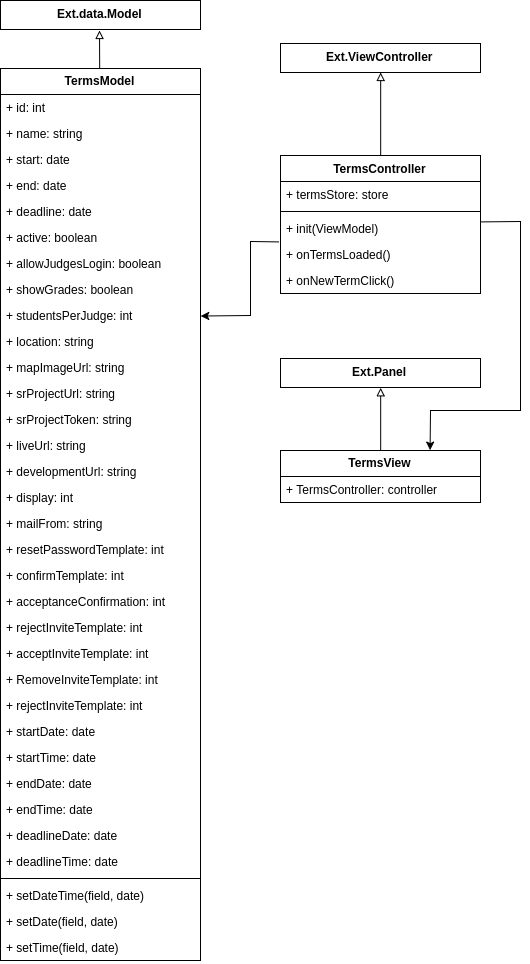 Ext.data.Model
TermsModel
+ id: int
+ name: string
+ start: date
+ end: date
+ deadline: date
+ active: boolean
+ allowJudgesLogin: boolean
+ showGrades: boolean
+ studentsPerJudge: int
+ location: string
+ mapImageUrl: string
+ srProjectUrl: string
+ srProjectToken: string
+ liveUrl: string
+ developmentUrl: string
+ display: int
+ mailFrom: string
+ resetPasswordTemplate: int
+ confirmTemplate: int
+ acceptanceConfirmation: int
+ rejectInviteTemplate: int
+ acceptInviteTemplate: int
+ RemoveInviteTemplate: int
+ rejectInviteTemplate: int
+ startDate: date
+ startTime: date
+ endDate: date
+ endTime: date
+ deadlineDate: date
+ deadlineTime: date
+ setDateTime(field, date)
+ setDate(field, date)
+ setTime(field, date)
Ext.ViewController
TermsController
+ termsStore: store
+ init(ViewModel)
+ onTermsLoaded()
+ onNewTermClick()
Ext.Panel
TermsView
+ TermsController: controller